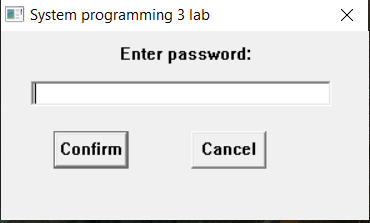 System programming 3 lab
Enter password:
Confirm
Cancel